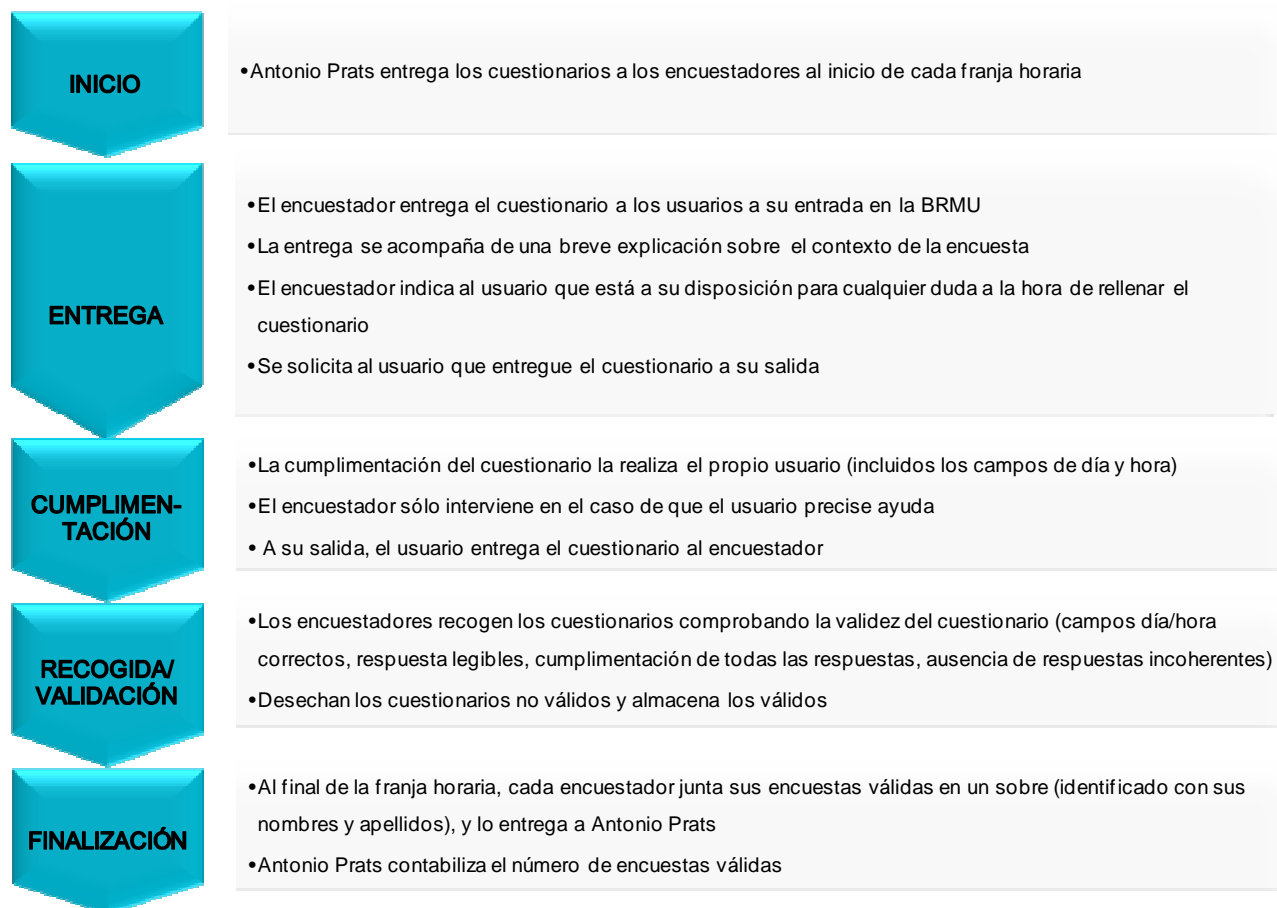 INICIO
•Antonio Prats entrega los cuestionarios a los encuestadores al inicio de cada franja horaria
ENTREGA
•El encuestador entrega el cuestionario a los usuarios a su entrada en la BRMU
•La entrega se acompaña de una breve explicación sobre el contexto de la encuesta
•El encuestador indica al usuario que está a su disposición para cualquier duda a la hora de rellenar el
cuestionario
•Se solicita al usuario que entregue el cuestionario a su salida
CUMPLIMEN-
TACIÓN
•La cumplimentación del cuestionario la realiza el propio usuario (incluidos los campos de día y hora)
•El encuestador sólo interviene en el caso de que el usuario precise ayuda
• A su salida, el usuario entrega el cuestionario al encuestador
RECOGIDA/
VALIDACIÓN
•Los encuestadores recogen los cuestionarios comprobando la validez del cuestionario (campos día/hora
correctos, respuesta legibles, cumplimentación de todas las respuestas, ausencia de respuestas incoherentes)
•Desechan los cuestionarios no válidos y almacena los válidos
FINALIZACIÓN
•Al final de la franja horaria, cada encuestador junta sus encuestas válidas en un sobre (identificado con sus
nombres y apellidos), y lo entrega a Antonio Prats
•Antonio Prats contabiliza el número de encuestas válidas